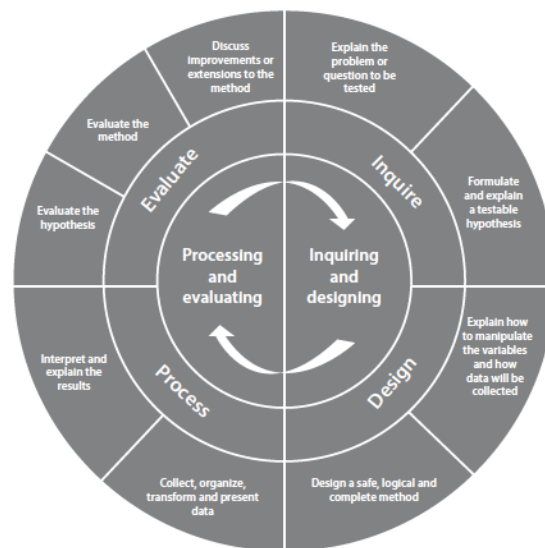 Discuss
improvements or
extensions to the
method
Explain the
problem or
question to be
tested
Evaluate the
method
Evaluate
Inquire
Evaluate the
hypothesis
Formulate
and explain
a testable
hypothesis
Processing
and
evaluating
Inquiring
and
designing
Interpret and
explain the
results
Explain how
to manipulate
the variables
and how
data will be
collected
Process
Design
Collect, organize,
transform and present
data
Design a safe, logical and
complete method